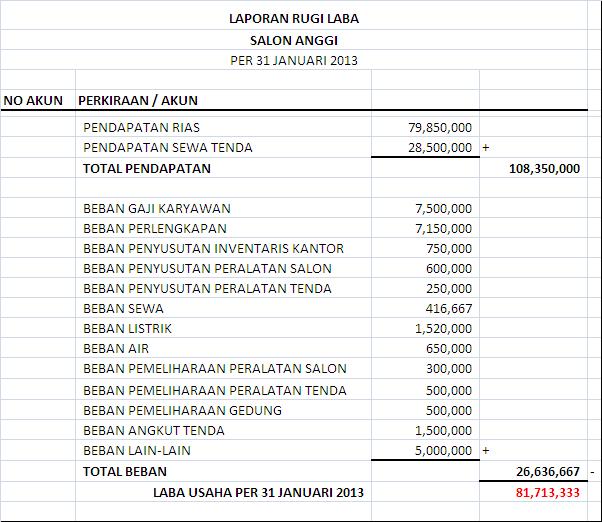 LAPORAN RUGI LABA
SALON ANGGI
PER 31 JANUARI 2013
NO AKUN PERKIRAAN / AKUN
PENDAPATAN RIAS 79,850,000
PENDAPATAN SEWA TENDA 28,500,000 +
TOTAL PENDAPATAN 108,350,000
BEBAN GAJI KARYAWAN 7,500,000
BEBAN PERLENGKAPAN 7,150,000
BEBAN PENYUSUTAN INVENTARIS KANTOR 750,000
BEBAN PENYUSUTAN PERALATAN SALON 600,000
BEBAN PENYUSUTAN PERALATAN TENDA 250,000
BEBAN SEWA 416,667
BEBAN LISTRIK 1,520,000
BEBAN AIR 650,000
BEBAN PEMELIHARAAN PERALATAN SALON 300,000
BEBAN PEMELIHARAAN PERALATAN TENDA 500,000
BEBAN PEMELIHARAAN GEDUNG 500,000
BEBAN ANGKUT TENDA 1,500,000
BEBAN LAIN-LAIN 5,000,000 +
TOTAL BEBAN 26,636,667 -
LABA USAHA PER 31 JANUARI 2013 81,713,333